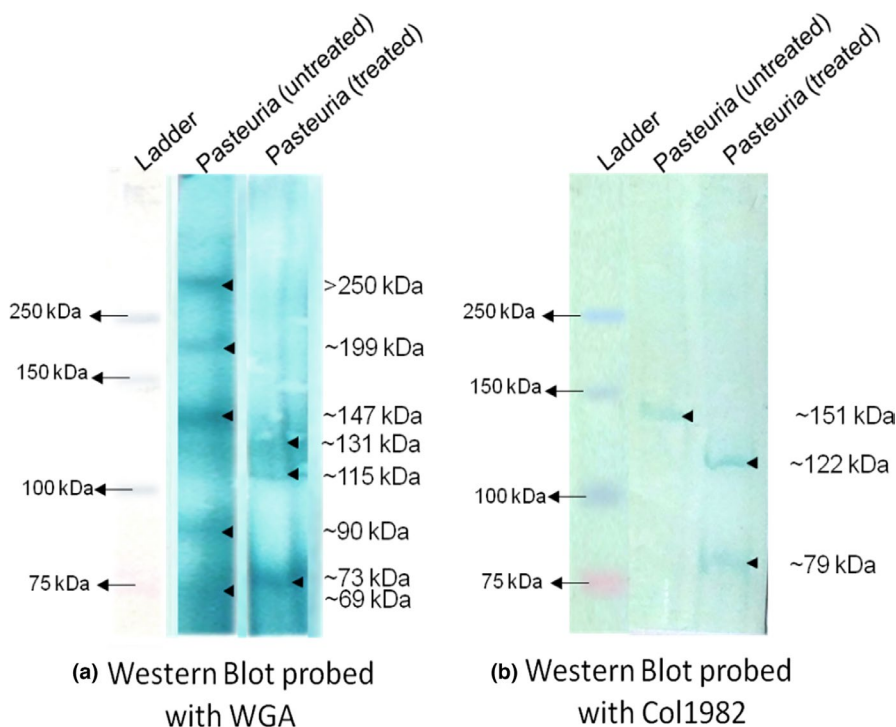 Ladder
Pasteuria (untreated)
Pasteuria (treated)
250 kDa
150 kDa
100 kDa
75 kDa
>250 kDa
~199 kDa
~147 kDa
~131 kDa
~115 kDa
~90 kDa
~73 kDa
~69 kDa
(a) Western Blot probed
with WGA
Ladder
Pasteuria (untreated)
Pasteuria (treated)
250 kDa
150 kDa
100 kDa
75 kDa
~151 kDa
~122 kDa
~79 kDa
(b) Western Blot probed
with Col1982